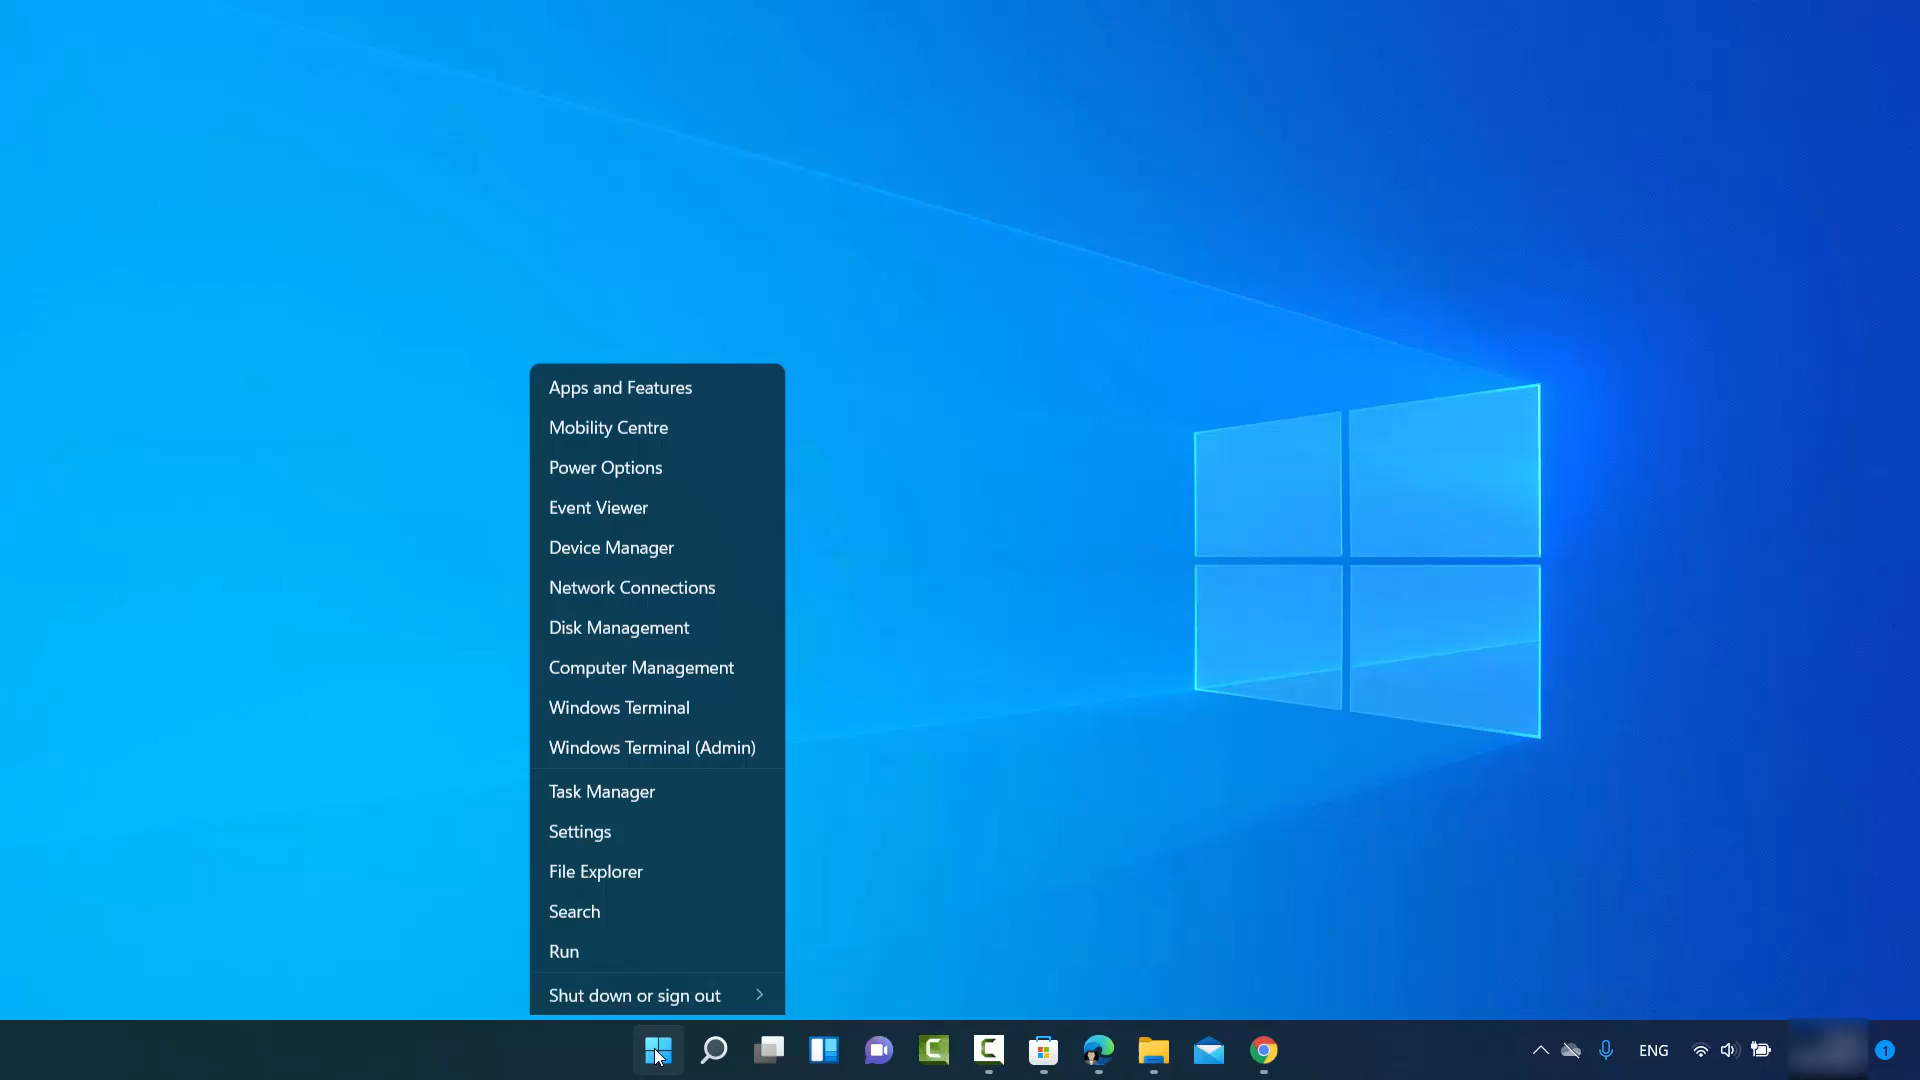 Apps and Features
Mobility Centre
Power Options
Event Viewer
Device Manager
Network Connections
Disk Management
Computer Management
Windows Terminal
Windows Terminal (Admin)
Task Manager
Settings
File Explorer
Search
Run
Shut down or sign out
ENG
1